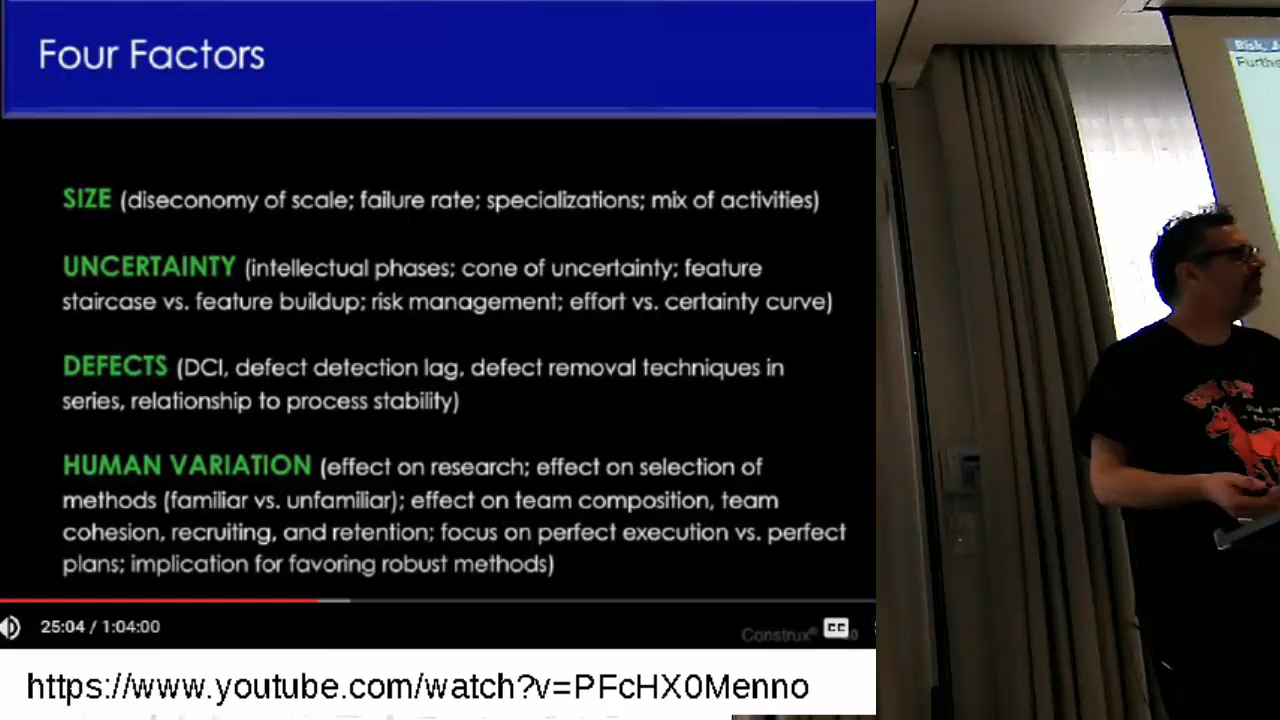 Four Factors
SIZE (diseconomy of scale; failure rate; specializations; mix of activities)
UNCERTAINTY (intellectual phases; cone of uncertainty; feature
staircase vs. feature buildup; risk management; effort vs. certainty curve)
DEFECTS (DCI, defect detection lag, defect removal techniques in
series, relationship to process stability)
HUMAN VARIATION (effect on research; effect on selection of
methods (familiar vs. unfamiliar); effect on team composition, team
cohesion, recruiting, and retention; focus on perfect execution vs. perfect
plans; implication for favoring robust methods)
25:04 / 1:04:00
Construx®
CC
https://www.youtube.com/watch?v=PFcHX0Menno
Risk,